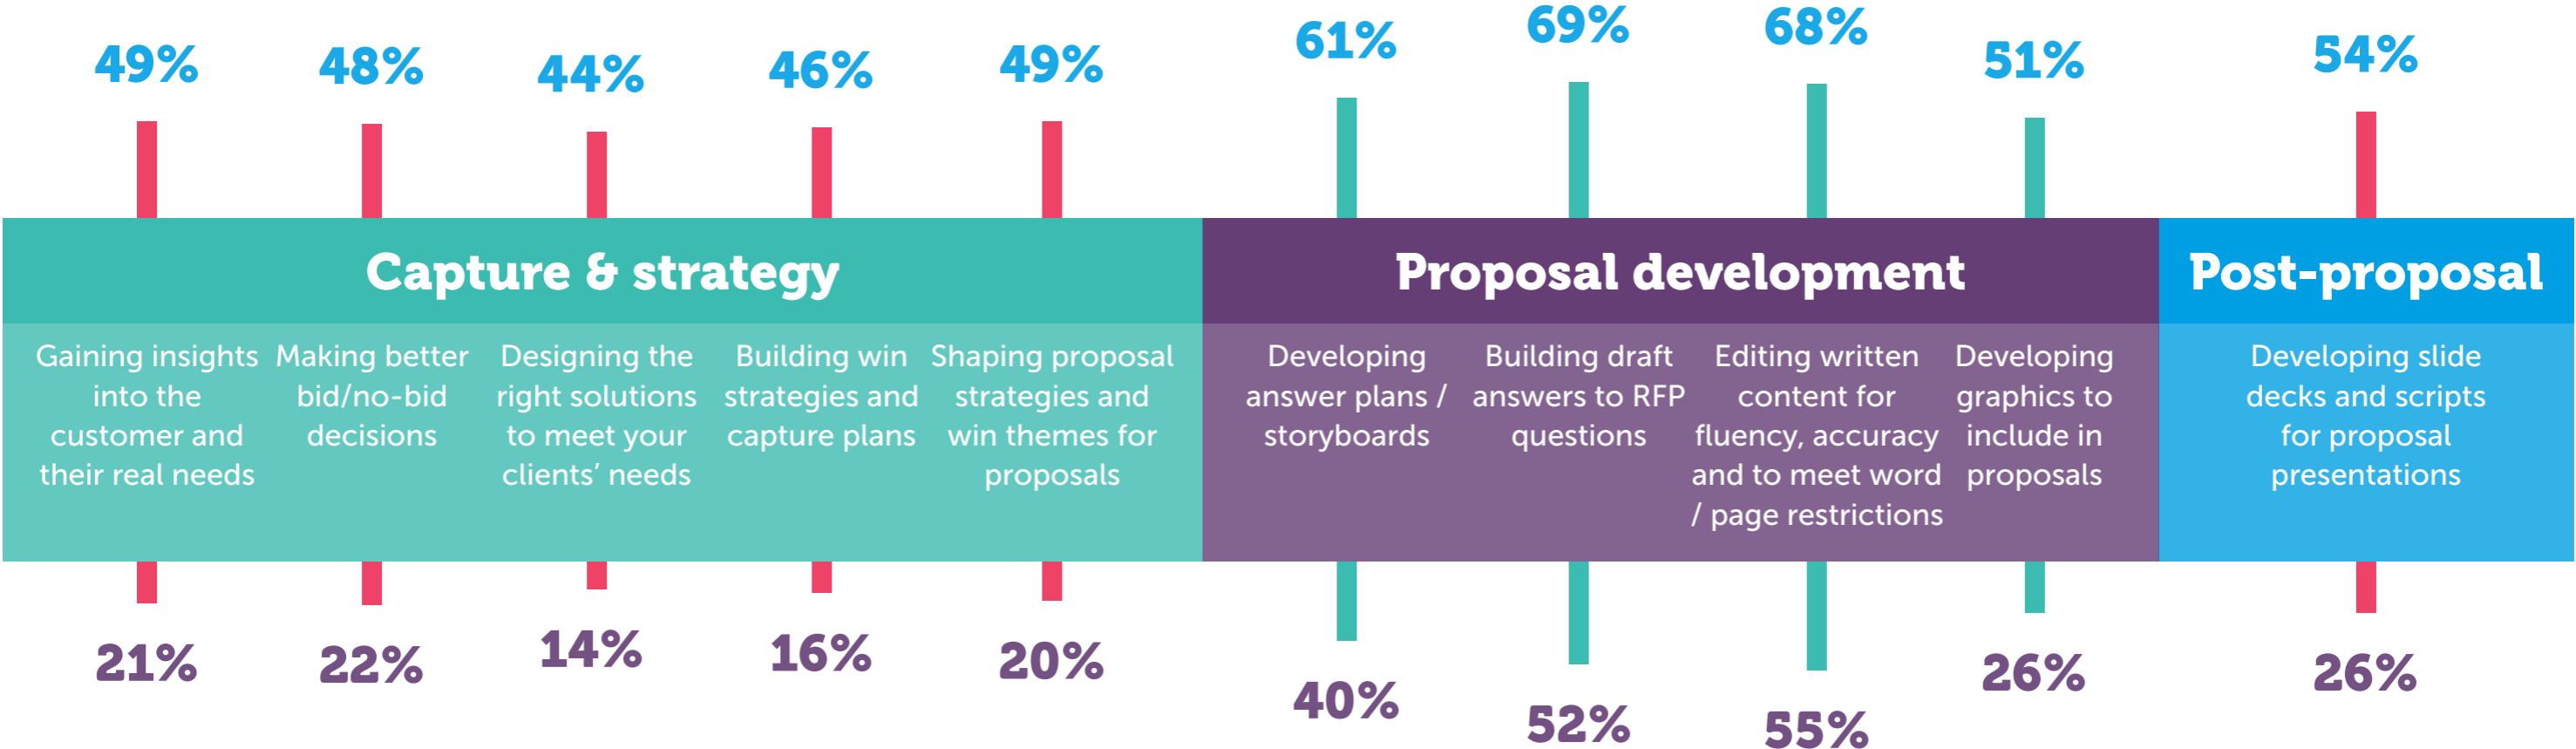 49%
48%
44%
46%
49%
61%
69%
68%
51%
54%
Capture & strategy
Proposal development
Post-proposal
Gaining insights
into the
customer and
their real needs
Making better
bid/no-bid
decisions
Designing the
right solutions
to meet your
clients’ needs
Building win
strategies and
capture plans
Shaping proposal
strategies and
win themes for
proposals
Developing
answer plans /
storyboards
Building draft
answers to RFP
questions
Editing written
content for
fluency, accuracy
and to meet word
/ page restrictions
Developing
graphics to
include in
proposals
Developing slide
decks and scripts
for proposal
presentations
21%
22%
14%
16%
20%
40%
52%
55%
26%
26%